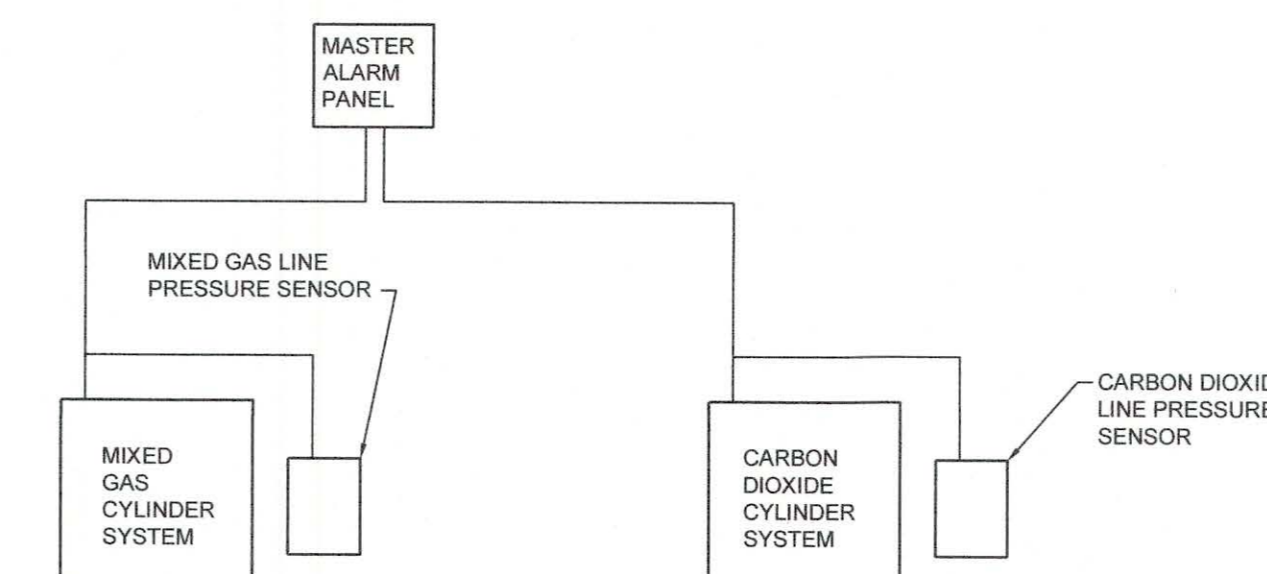 MASTER
ALARM
PANEL
MIXED GAS LINE
PRESSURE SENSOR
CARBON
LINE PRESSURE
SENSOR
MIXED
GAS
CYLINDER
SYSTEM
CARBON
DIOXIDE
CYLINDER
SYSTEM